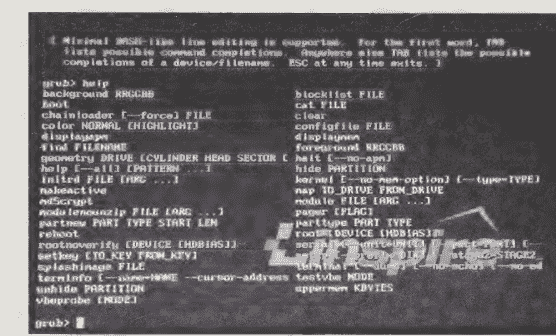 [ Minimal BASH-like line editing is supported. For the first word, TAB
lists possible command completions. Anywhere else TAB lists the possible
completions of a device/filename. ESC at any time exits. ]
grub> help
background RRGGBB blocklist FILE
boot cat FILE
chainloader [--force] FILE clear
color NORMAL [HIGHLIGHT] configfile FILE
displayapm displaymem
find FILENAME foreground RRGGBB
geometry DRIVE [CYLINDER HEAD SECTOR [ halt [--no-apm]
help [--all] [PATTERN ...] hide PARTITION
initrd FILE [ARG ...] kernel [--no-mem-option] [--type=TYPE]
makeactive map TO_DRIVE FROM_DRIVE
md5crypt module FILE [ARG ...]
modulenounzip FILE [ARG ...] pager [FLAG]
partnew PART TYPE START LEN parttype PART TYPE
reboot root [DEVICE [HDBIAS]]
rootnoverify [DEVICE [HDBIAS]]
setkey [TO_KEY FROM_KEY]
splashimage FILE
terminfo [--name=NAME --cursor-address testvbe MODE
unhide PARTITION uppermem KBYTES
vbeprobe [MODE]
grub>